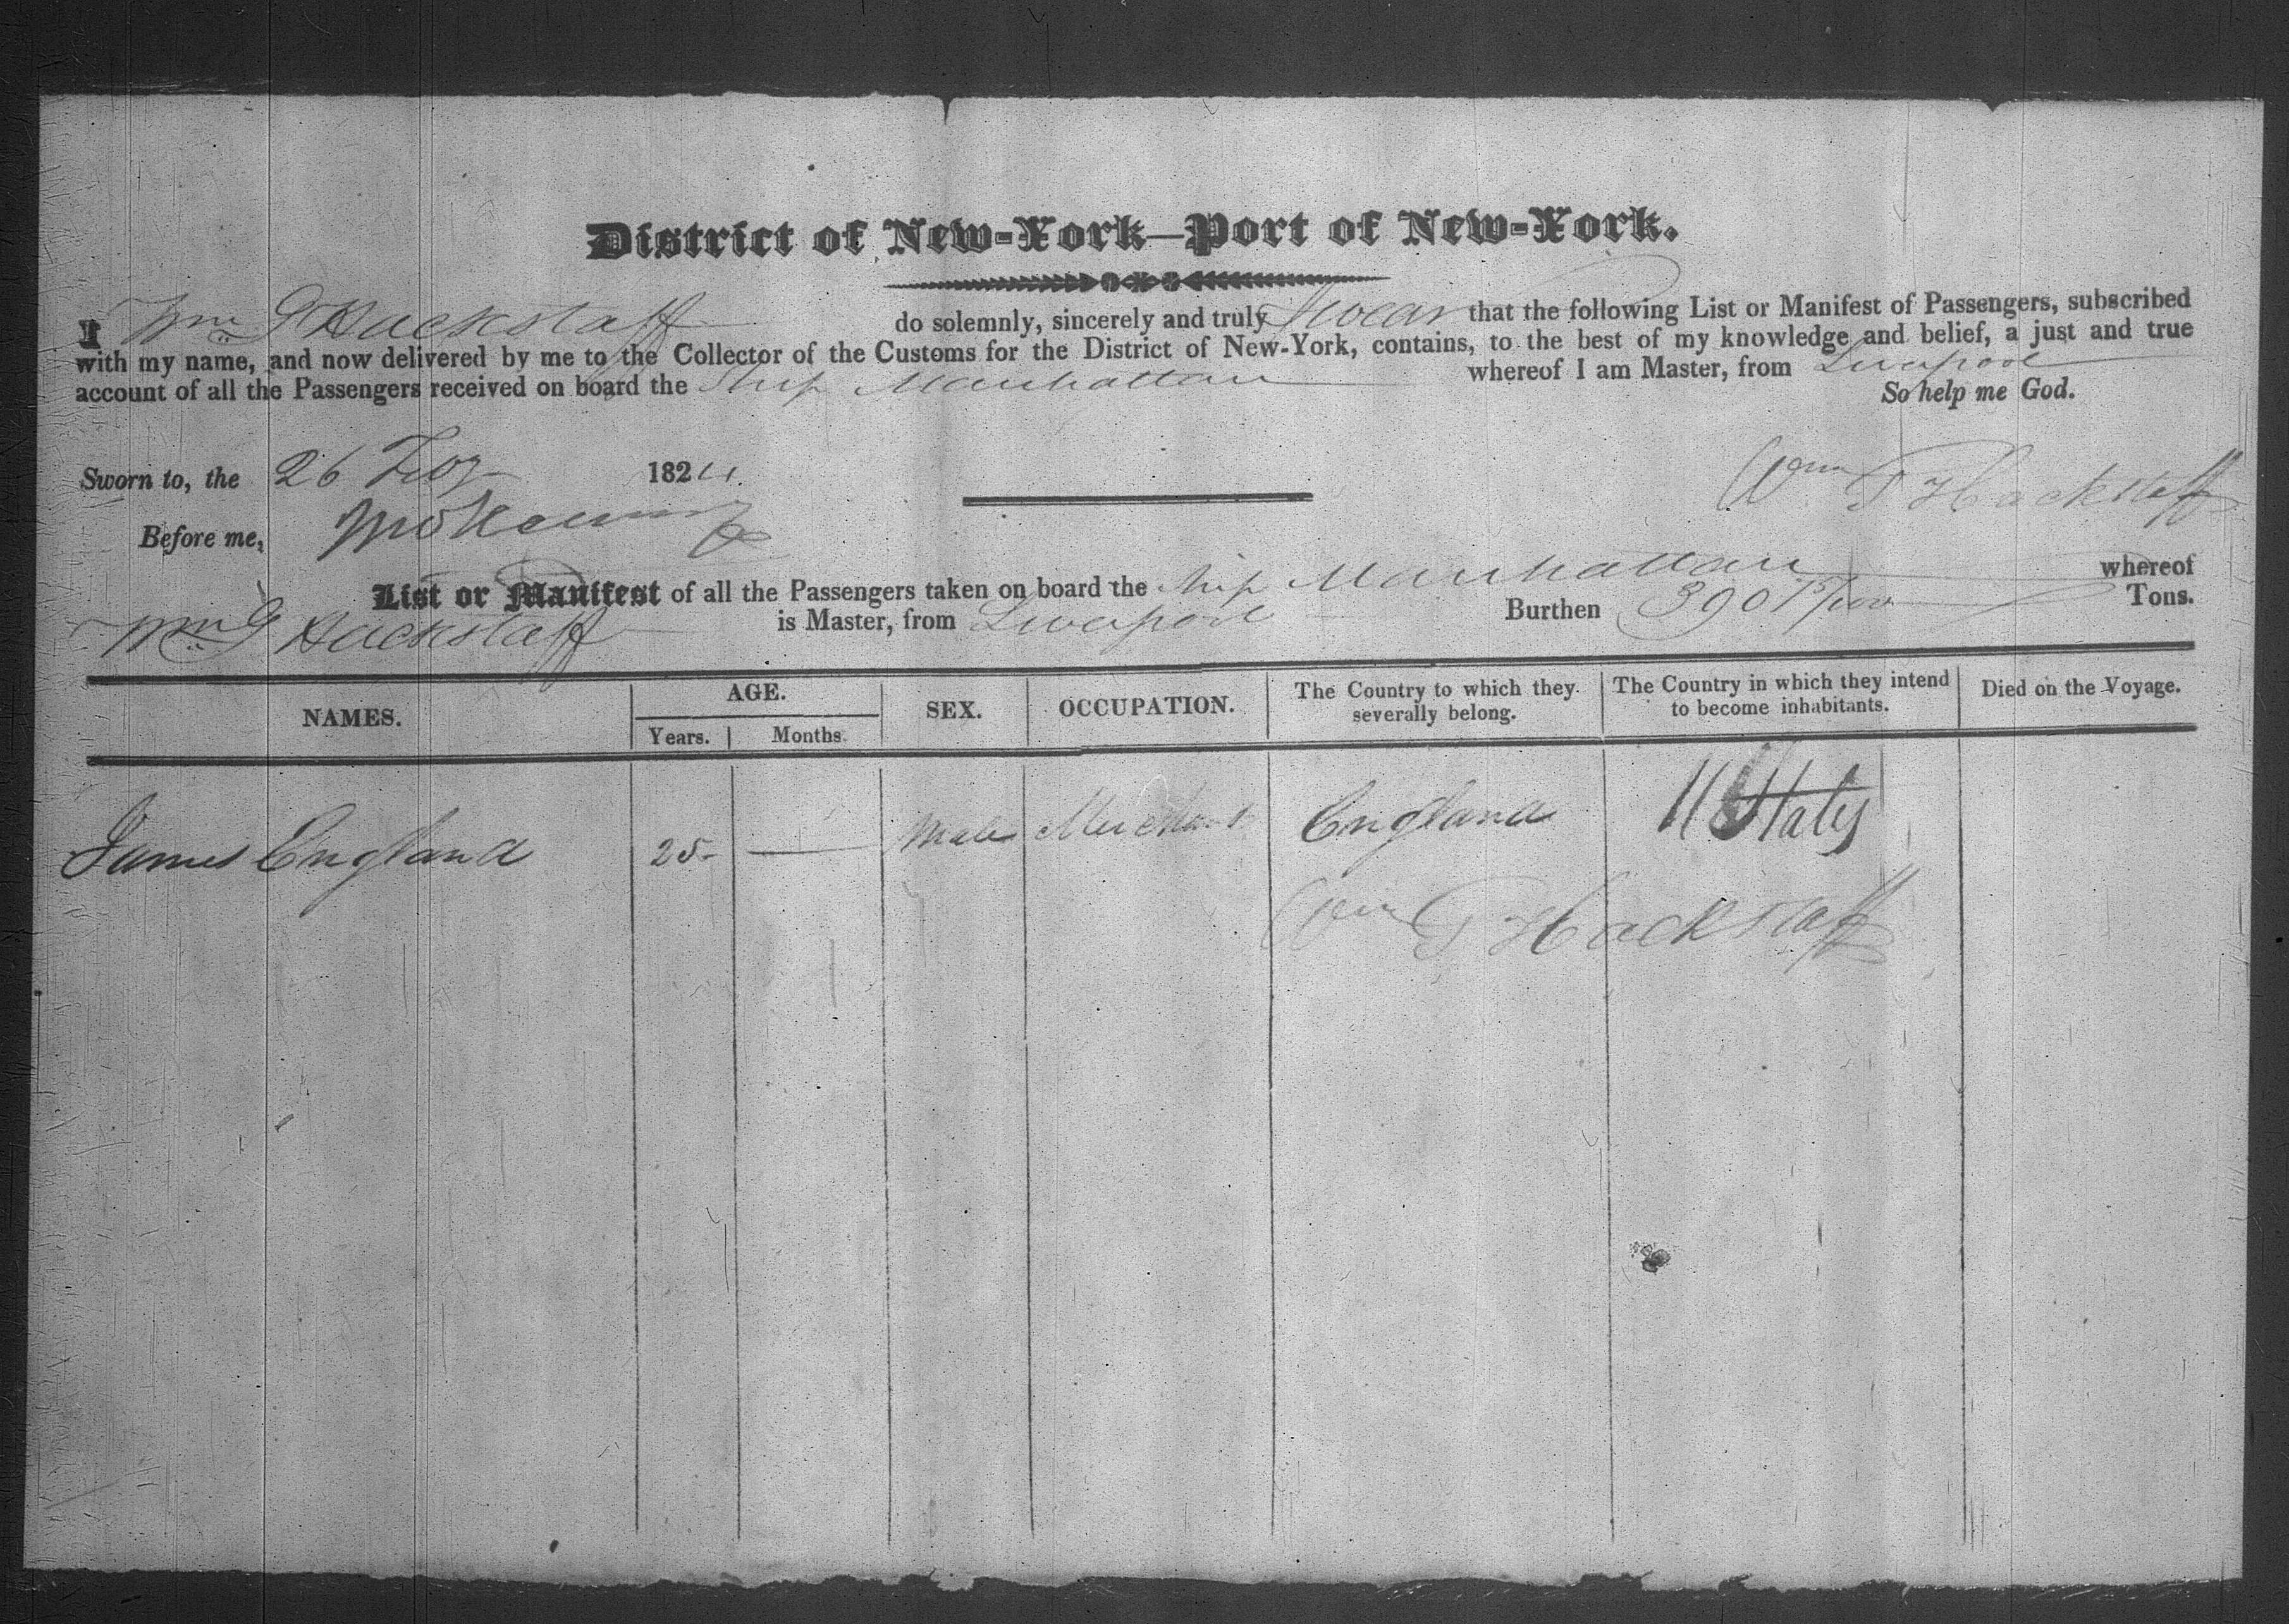 District of New-York—Port of New-York.
I Wm G Hackstaff do solemnly, sincerely and truly Swear that the following List or Manifest of Passengers, subscribed
with my name, and now delivered by me to the Collector of the Customs for the District of New-York, contains, to the best of my knowledge and belief, a just and true
account of all the Passengers received on board the Ship Manhattan whereof I am Master, from Liverpool
So help me God.
Sworn to, the 26 Feby 1824. Wm G Hackstaff
Before me,
List or Manifest of all the Passengers taken on board the ship Manhattan whereof
Wm G Hackstaff is Master, from Liverpool Burthen 390 Tons.
NAMES. AGE. SEX. OCCUPATION. The Country to which they severally belong. The Country in which they intend to become inhabitants. Died on the Voyage.
Years. Months.
James England 25- — Male Merchant England U States
Wm G Hackstaff